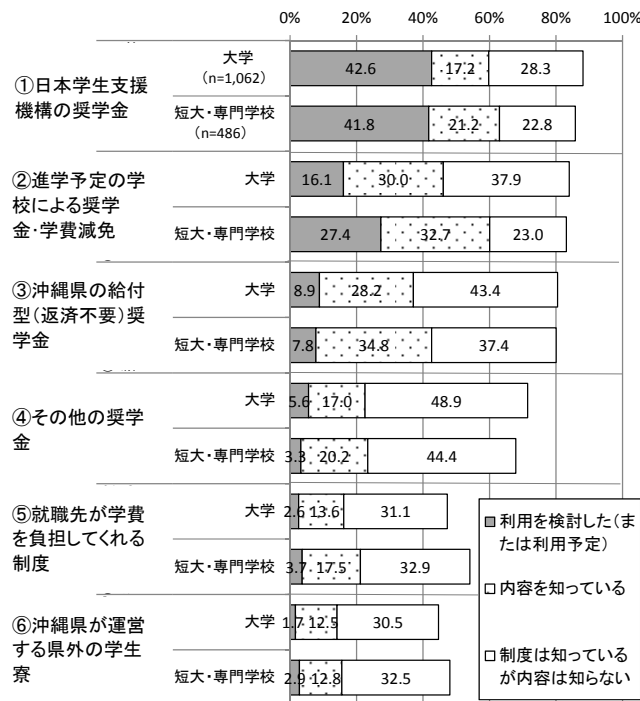 0% 20% 40% 60% 80% 100%
①日本学生支援
機構の奨学金
大学
(n=1,062)
42.6 17.2 28.3
短大・専門学校
(n=486)
41.8 21.2 22.8
②進学予定の学
校による奨学
金・学費減免
大学
16.1 30.0 37.9
短大・専門学校
27.4 32.7 23.0
③沖縄県の給付
型(返済不要)奨
学金
大学
8.9 28.2 43.4
短大・専門学校
7.8 34.8 37.4
④その他の奨学
金
大学
5.6 17.0 48.9
短大・専門学校
3.3 20.2 44.4
⑤就職先が学費
を負担してくれる
制度
大学
2.6 13.6 31.1
短大・専門学校
3.7 17.5 32.9
⑥沖縄県が運営
する県外の学生
寮
大学
1.7 12.5 30.5
短大・専門学校
2.9 12.8 32.5
利用を検討した(ま
たは利用予定)
内容を知っている
制度は知っている
が内容は知らない